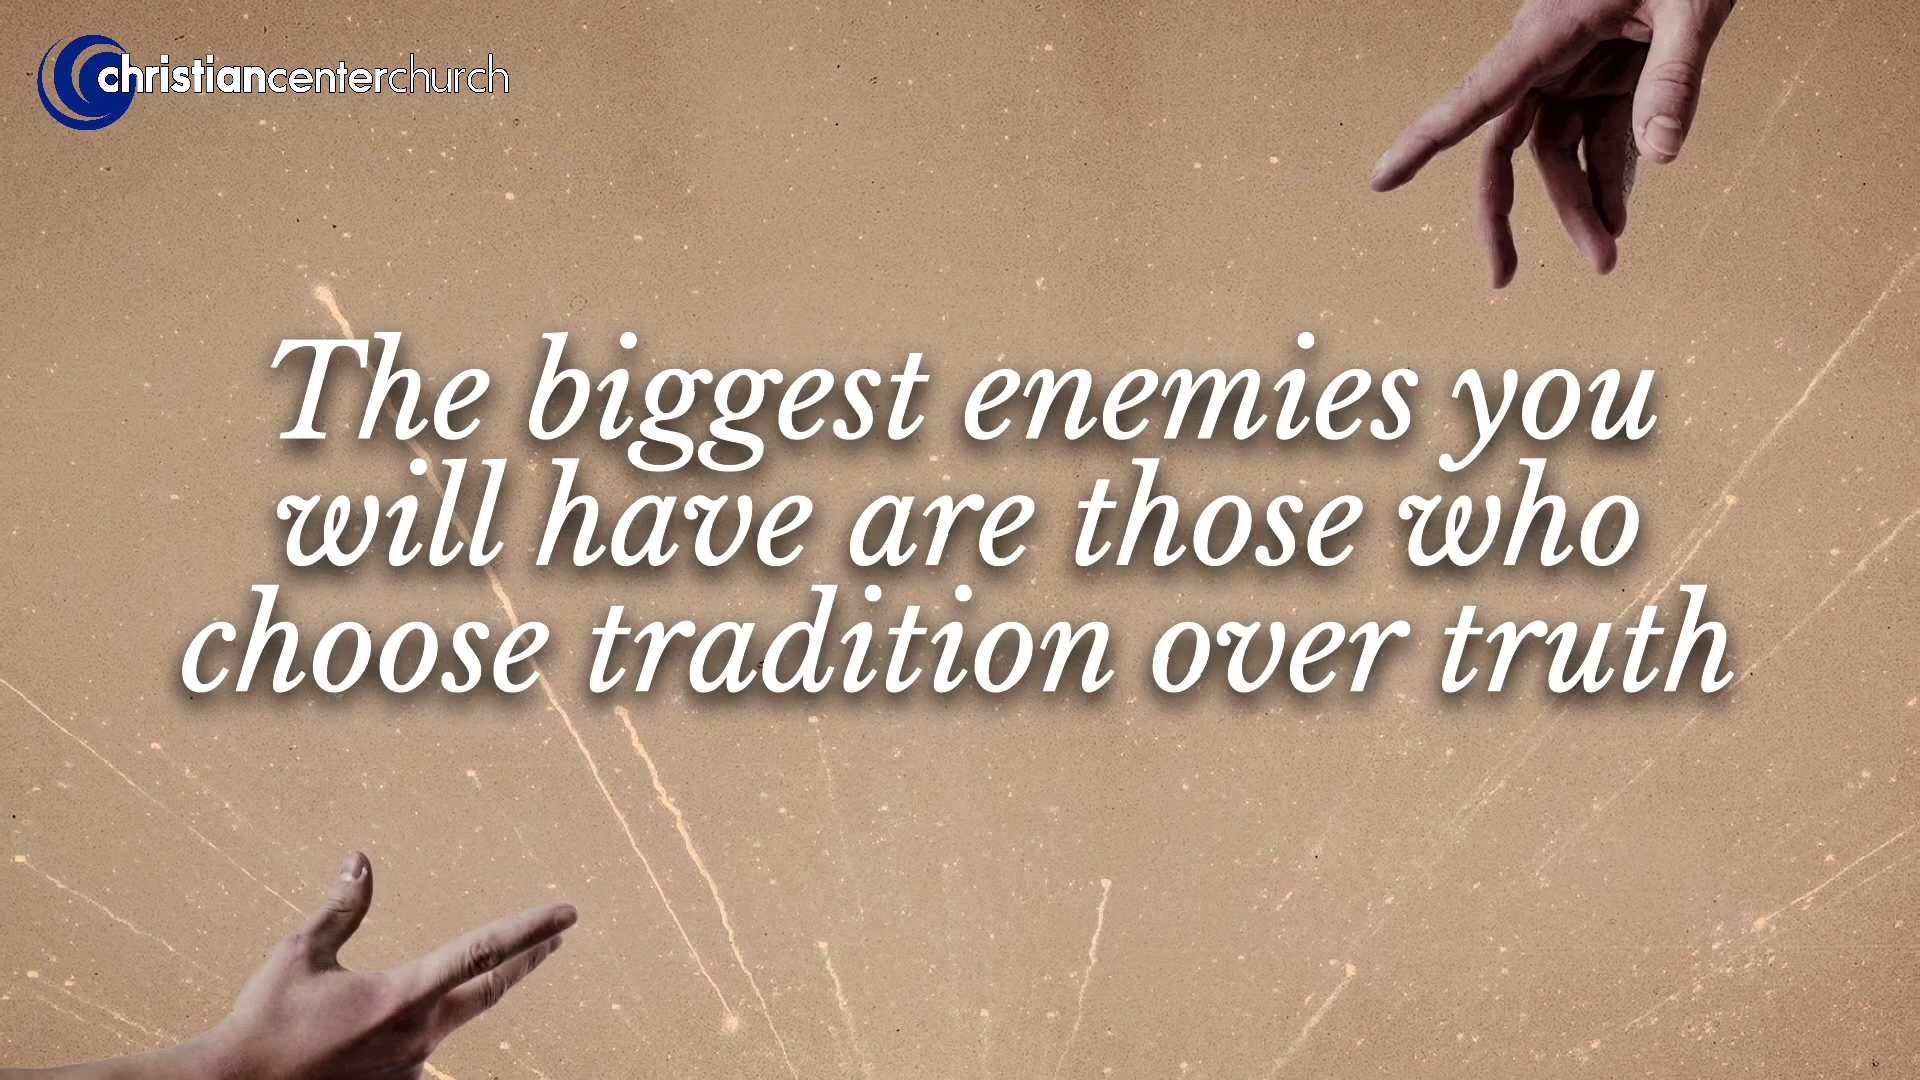 christiancenterchurch
The biggest enemies you
will have are those who
choose tradition over truth